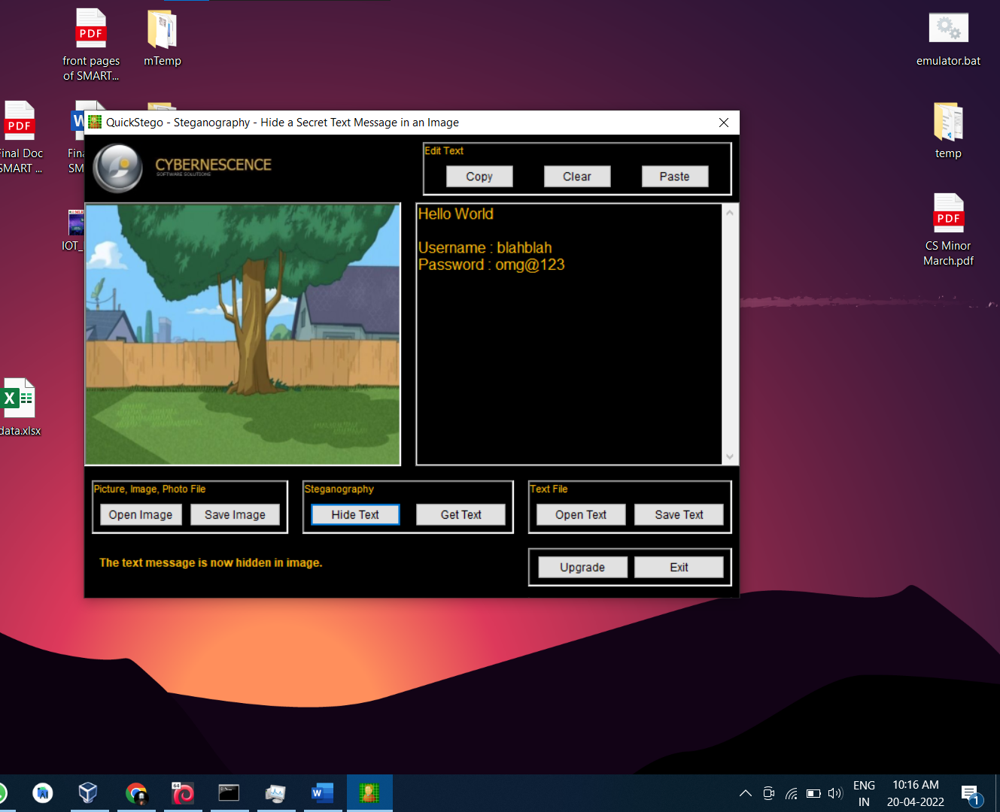 PDF
front pages
of SMART...
mTemp
emulator.bat
PDF
Final Doc
SMART ...
W
Fina
SM
temp
PDF
CS Minor
March.pdf
IOT_
X
data.xlsx
QuickStego - Steganography - Hide a Secret Text Message in an Image
CYBERNESCENCE
SOFTWARE SOLUTIONS
Edit Text
Copy
Clear
Paste
Hello World
Username : blahblah
Password : omg@123
Picture, Image, Photo File
Open Image
Save Image
Steganography
Hide Text
Get Text
Text File
Open Text
Save Text
The text message is now hidden in image.
Upgrade
Exit
64
W
ENG
IN
10:16 AM
20-04-2022
1